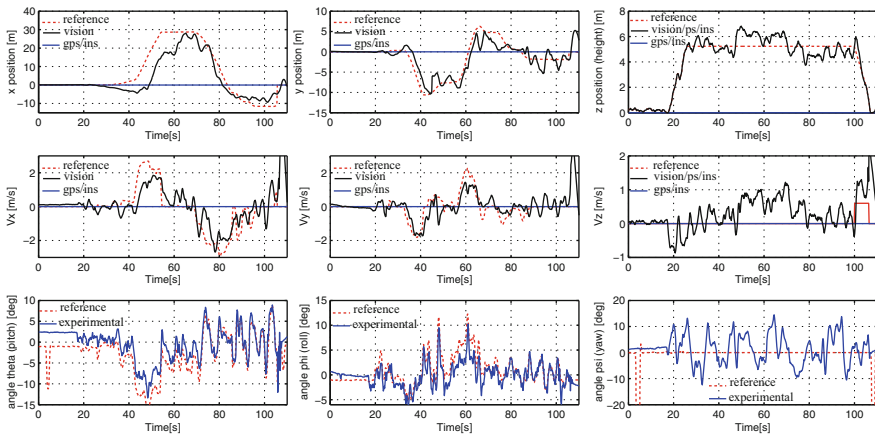 reference
vision
gps/ins
x position [m]
30
20
10
0
−10
0
20
40
60
80
100
Time[s]
reference
vision
gps/ins
y position [m]
10
5
0
−5
−10
−15
0
20
40
60
80
100
Time[s]
reference
vision/ps/ins
gps/ins
z position (height) [m]
8
6
4
2
0
0
20
40
60
80
100
Time[s]
reference
vision
gps/ins
Vx [m/s]
2
0
−2
0
20
40
60
80
100
Time[s]
reference
vision
gps/ins
Vy [m/s]
2
0
−2
0
20
40
60
80
100
Time[s]
reference
vision/ps/ins
gps/ins
Vz [m/s]
2
1
0
−1
0
20
40
60
80
100
Time[s]
reference
experimental
angle theta (pitch) [deg]
10
5
0
−5
−10
−15
0
20
40
60
80
100
Time[s]
reference
experimental
angle phi (roll) [deg]
15
10
5
0
−5
0
20
40
60
80
100
Time[s]
reference
experimental
angle psi (yaw) [deg]
20
10
0
−10
−20
0
20
40
60
80
100
Time[s]